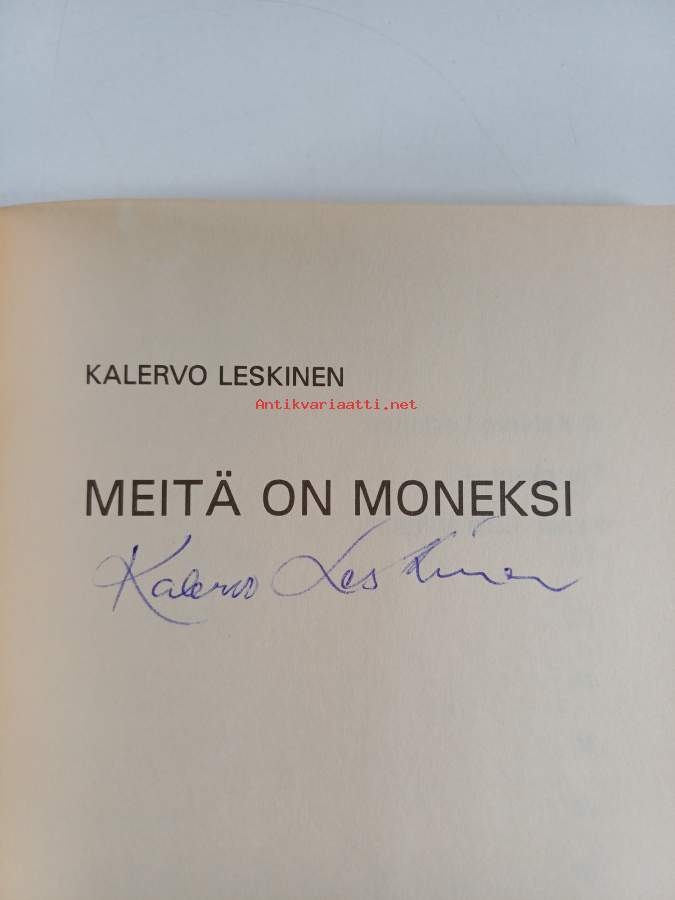 KALERVO LESKINEN
Antikvariaatti.net
MEITÄ ON MONEKSI
Kalervo Leskinen